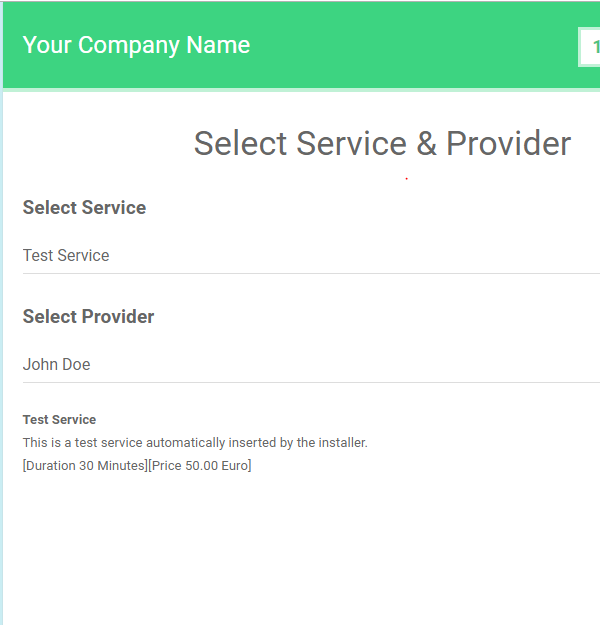 Your Company Name
1
Select Service & Provider
Select Service
Test Service
Select Provider
John Doe
Test Service
This is a test service automatically inserted by the installer.
[Duration 30 Minutes][Price 50.00 Euro]